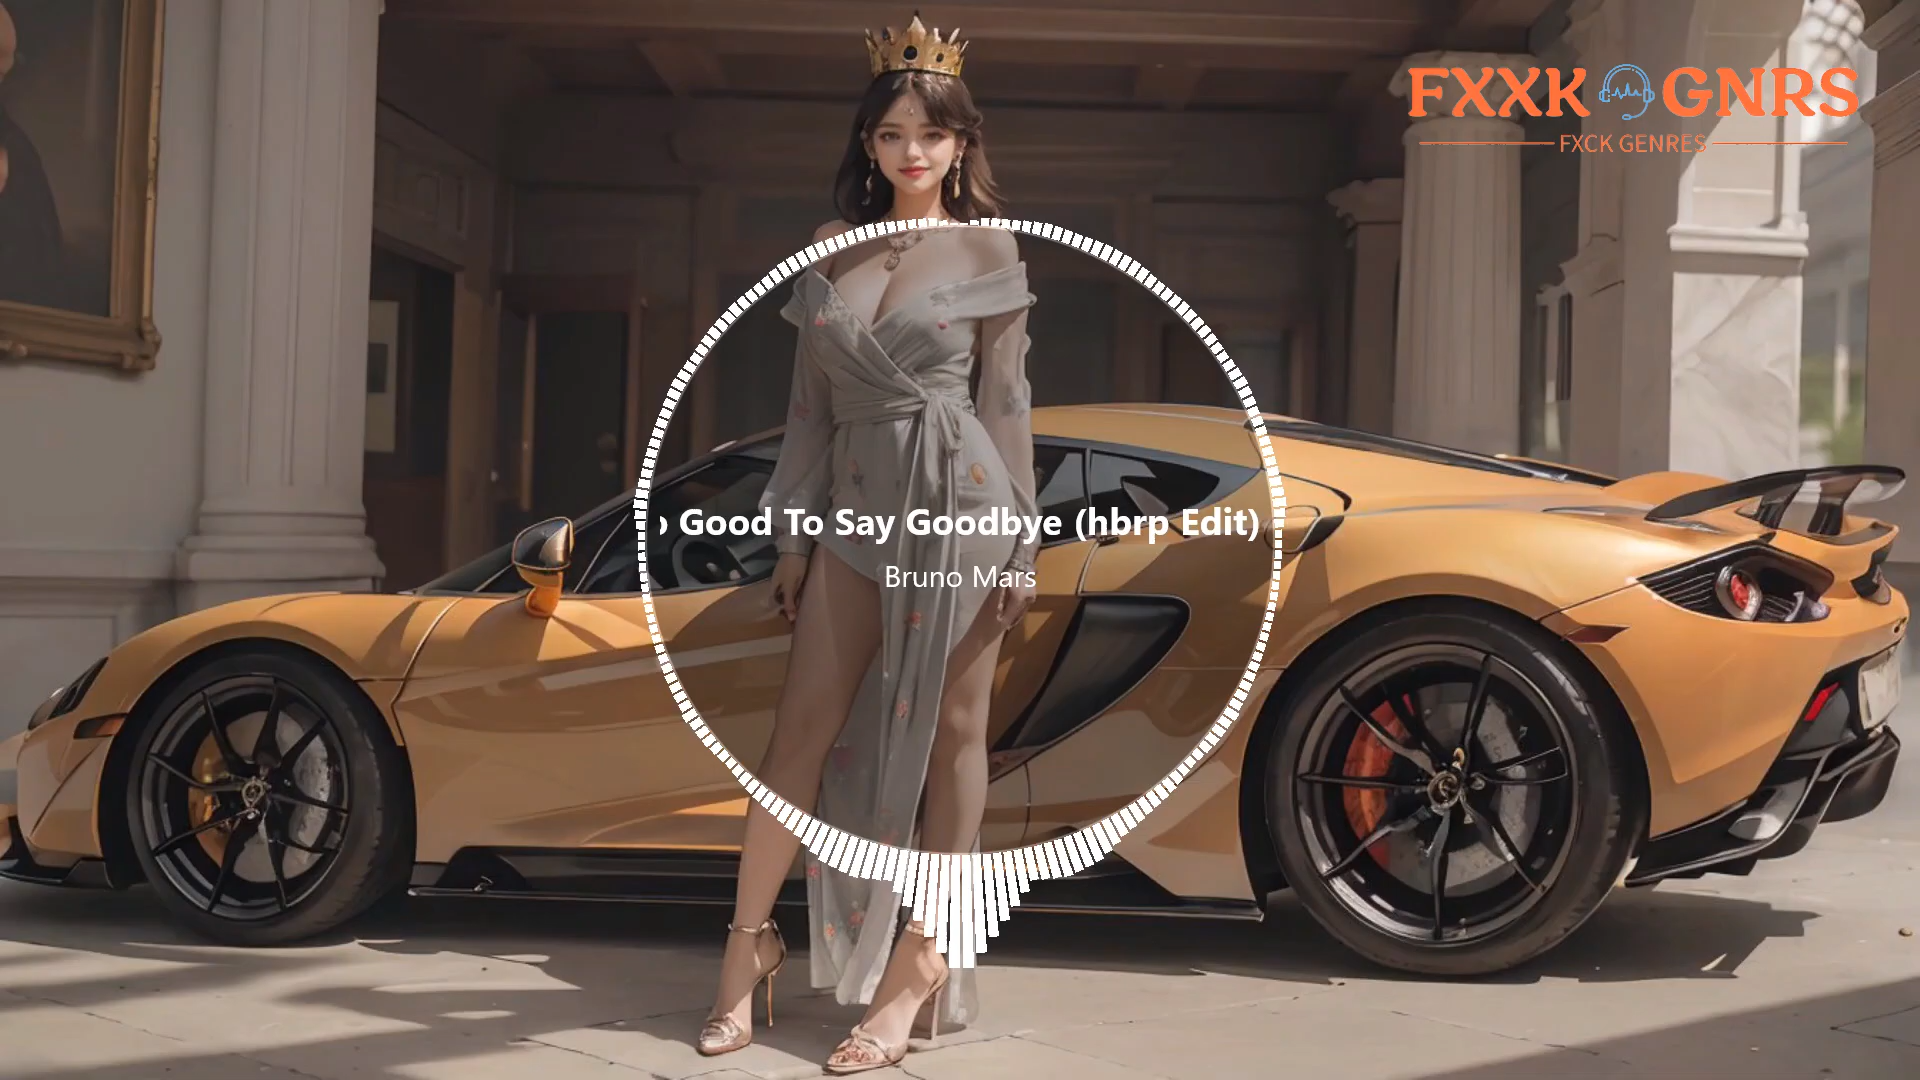 FXXK GNRS
FXCK GENRES
Good To Say Goodbye (hbrp Edit)
Bruno Mars